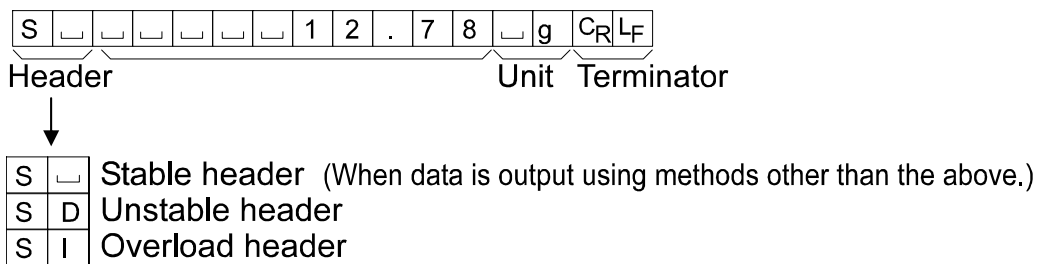 S ␣ ␣ ␣ ␣ ␣ ␣ 1 2 . 7 8 ␣ g CR LF
Header Unit Terminator
S ␣ Stable header (When data is output using methods other than the above.)
S D Unstable header
S I Overload header